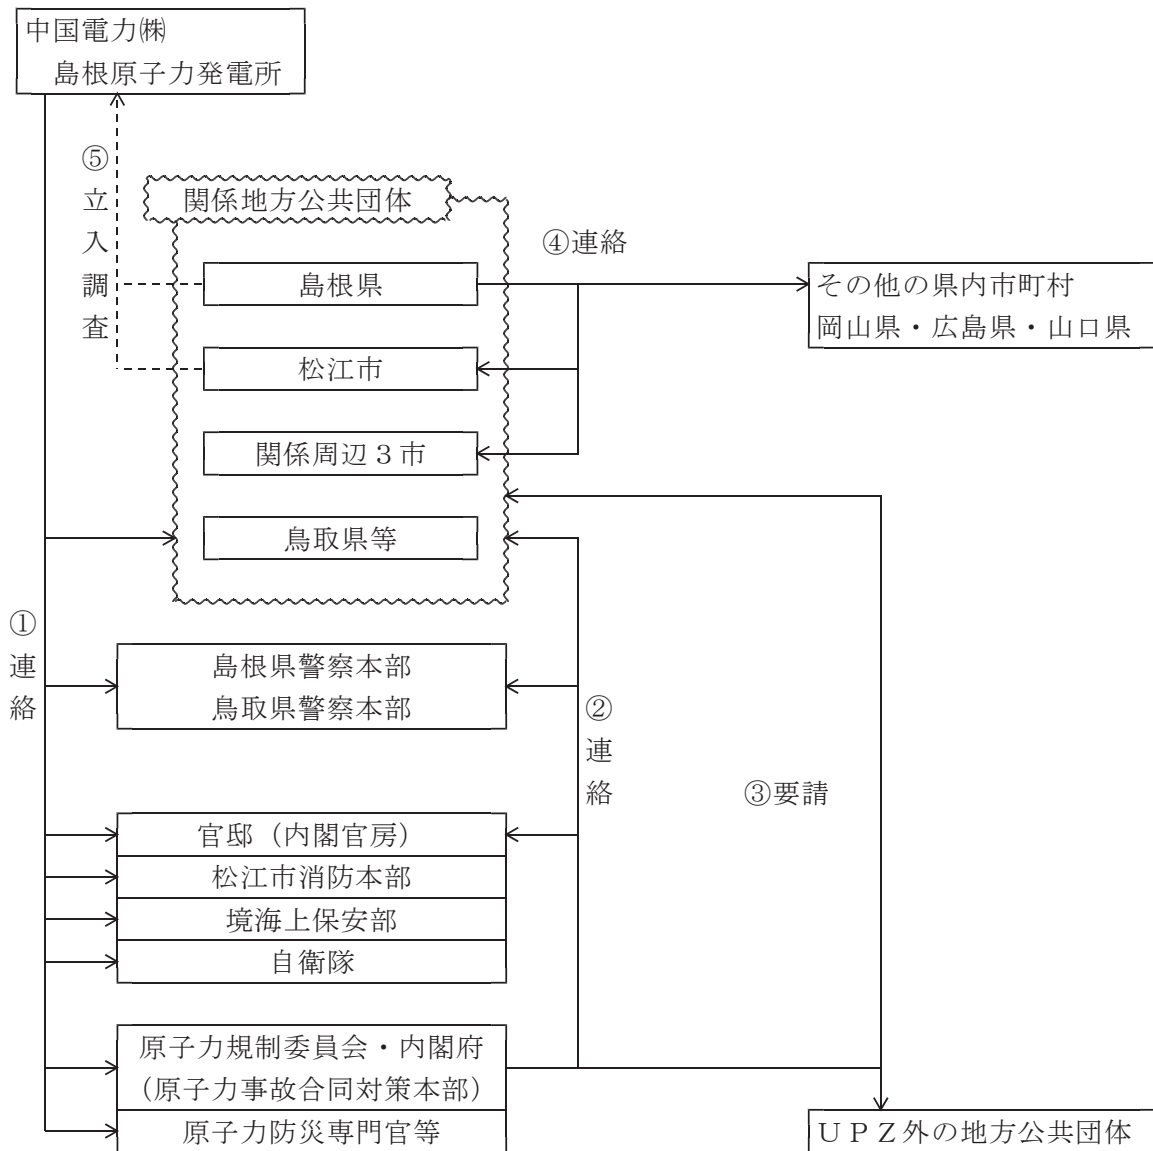 中国電力㈱
島根原子力発電所
⑤立入調査
関係地方公共団体
④連絡
島根県
その他の県内市町村
岡山県・広島県・山口県
松江市
関係周辺３市
鳥取県等
①連絡
島根県警察本部
鳥取県警察本部
②連絡
③要請
官邸（内閣官房）
松江市消防本部
境海上保安部
自衛隊
原子力規制委員会・内閣府
（原子力事故合同対策本部）
原子力防災専門官等
ＵＰＺ外の地方公共団体